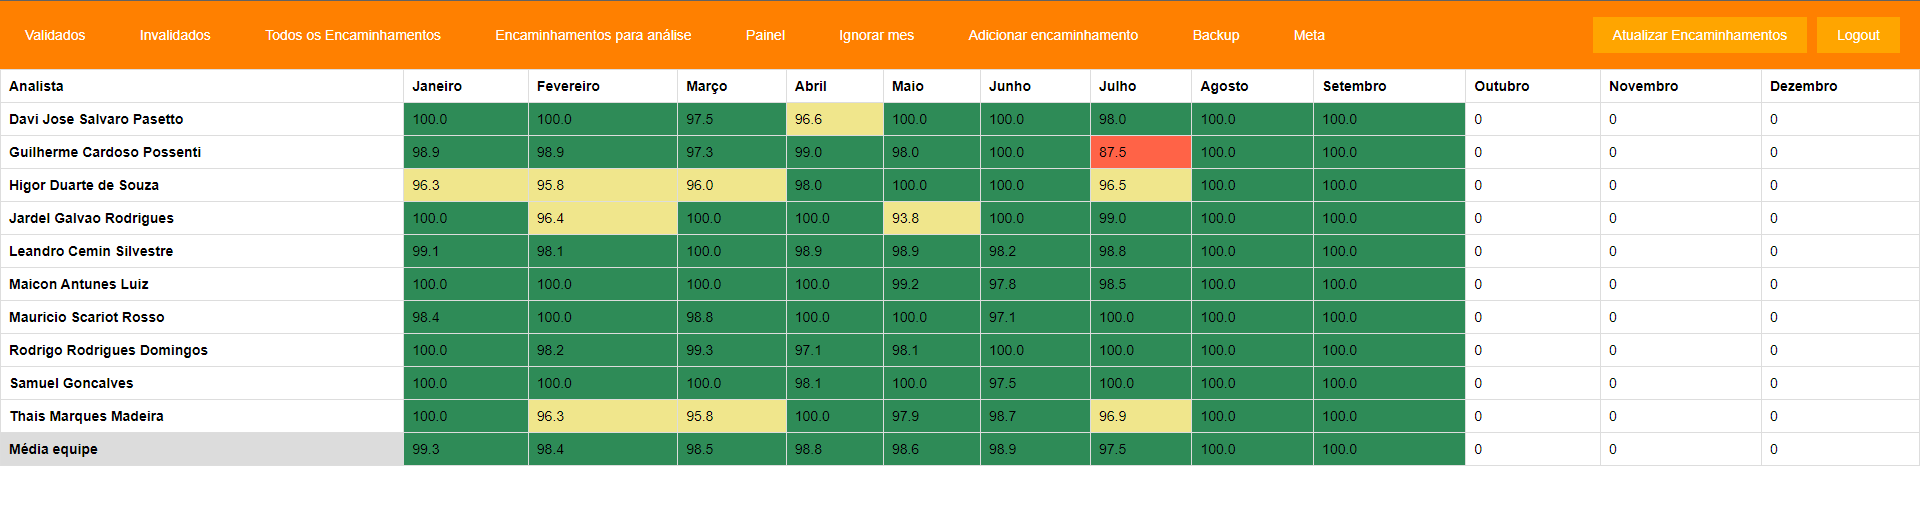 Validados Invalidados Todos os Encaminhamentos Encaminhamentos para análise Painel Ignorar mes Adicionar encaminhamento Backup Meta Atualizar Encaminhamentos Logout
Analista Janeiro Fevereiro Março Abril Maio Junho Julho Agosto Setembro Outubro Novembro Dezembro
Davi Jose Salvaro Pasetto 100.0 100.0 97.5 96.6 100.0 100.0 98.0 100.0 100.0 0 0 0
Guilherme Cardoso Possenti 98.9 98.9 97.3 99.0 98.0 100.0 87.5 100.0 100.0 0 0 0
Higor Duarte de Souza 96.3 95.8 96.0 98.0 100.0 100.0 96.5 100.0 100.0 0 0 0
Jardel Galvao Rodrigues 100.0 96.4 100.0 100.0 93.8 100.0 99.0 100.0 100.0 0 0 0
Leandro Cemin Silvestre 99.1 98.1 100.0 98.9 98.9 98.2 98.8 100.0 100.0 0 0 0
Maicon Antunes Luiz 100.0 100.0 100.0 100.0 99.2 97.8 98.5 100.0 100.0 0 0 0
Mauricio Scariot Rosso 98.4 100.0 98.8 100.0 100.0 97.1 100.0 100.0 100.0 0 0 0
Rodrigo Rodrigues Domingos 100.0 98.2 99.3 97.1 98.1 100.0 100.0 100.0 100.0 0 0 0
Samuel Goncalves 100.0 100.0 100.0 98.1 100.0 97.5 100.0 100.0 100.0 0 0 0
Thais Marques Madeira 100.0 96.3 95.8 100.0 97.9 98.7 96.9 100.0 100.0 0 0 0
Média equipe 99.3 98.4 98.5 98.8 98.6 98.9 97.5 100.0 100.0 0 0 0